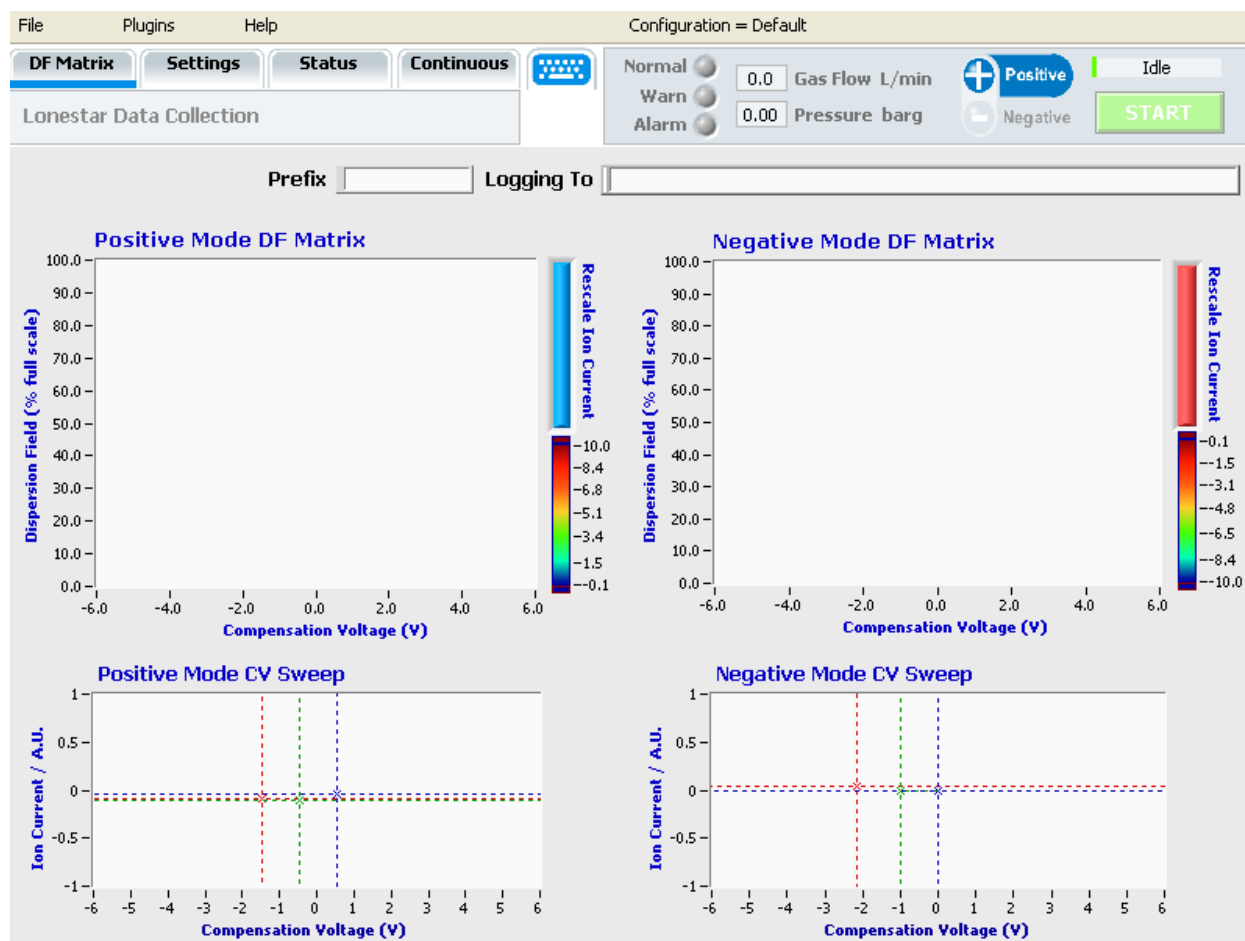 File Plugins Help Configuration = Default
DF Matrix Settings Status Continuous
Lonestar Data Collection
Normal
Warn
Alarm
0.0 Gas Flow L/min
0.00 Pressure barg
Positive
Negative
Idle
START
Prefix Logging To
Positive Mode DF Matrix
100.0
90.0
80.0
70.0
60.0
50.0
40.0
30.0
20.0
10.0
0.0
Dispersion Field (% full scale)
-6.0 -4.0 -2.0 0.0 2.0 4.0 6.0
Compensation Voltage (V)
Rescale Ion Current
-10.0
-8.4
-6.8
-5.1
-3.4
-1.5
--0.1
Negative Mode DF Matrix
100.0
90.0
80.0
70.0
60.0
50.0
40.0
30.0
20.0
10.0
0.0
Dispersion Field (% full scale)
-6.0 -4.0 -2.0 0.0 2.0 4.0 6.0
Compensation Voltage (V)
Rescale Ion Current
-0.1
--1.5
--3.1
--4.8
--6.5
--8.4
--10.0
Positive Mode CV Sweep
1
0.5
0
-0.5
-1
Ion Current / A.U.
-6 -5 -4 -3 -2 -1 0 1 2 3 4 5 6
Compensation Voltage (V)
Negative Mode CV Sweep
1
0.5
0
-0.5
-1
Ion Current / A.U.
-6 -5 -4 -3 -2 -1 0 1 2 3 4 5 6
Compensation Voltage (V)